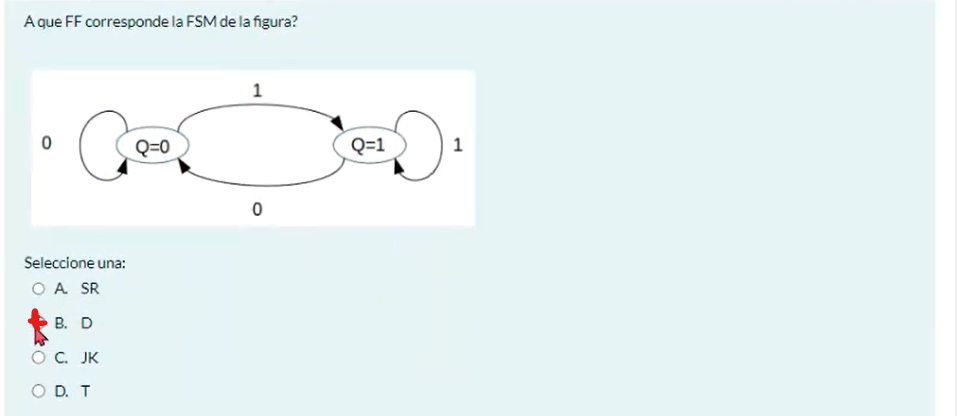 A que FF corresponde la FSM de la figura?
1
0 Q=0 Q=1 1
0
Seleccione una:
A. SR
B. D
C. JK
D. T